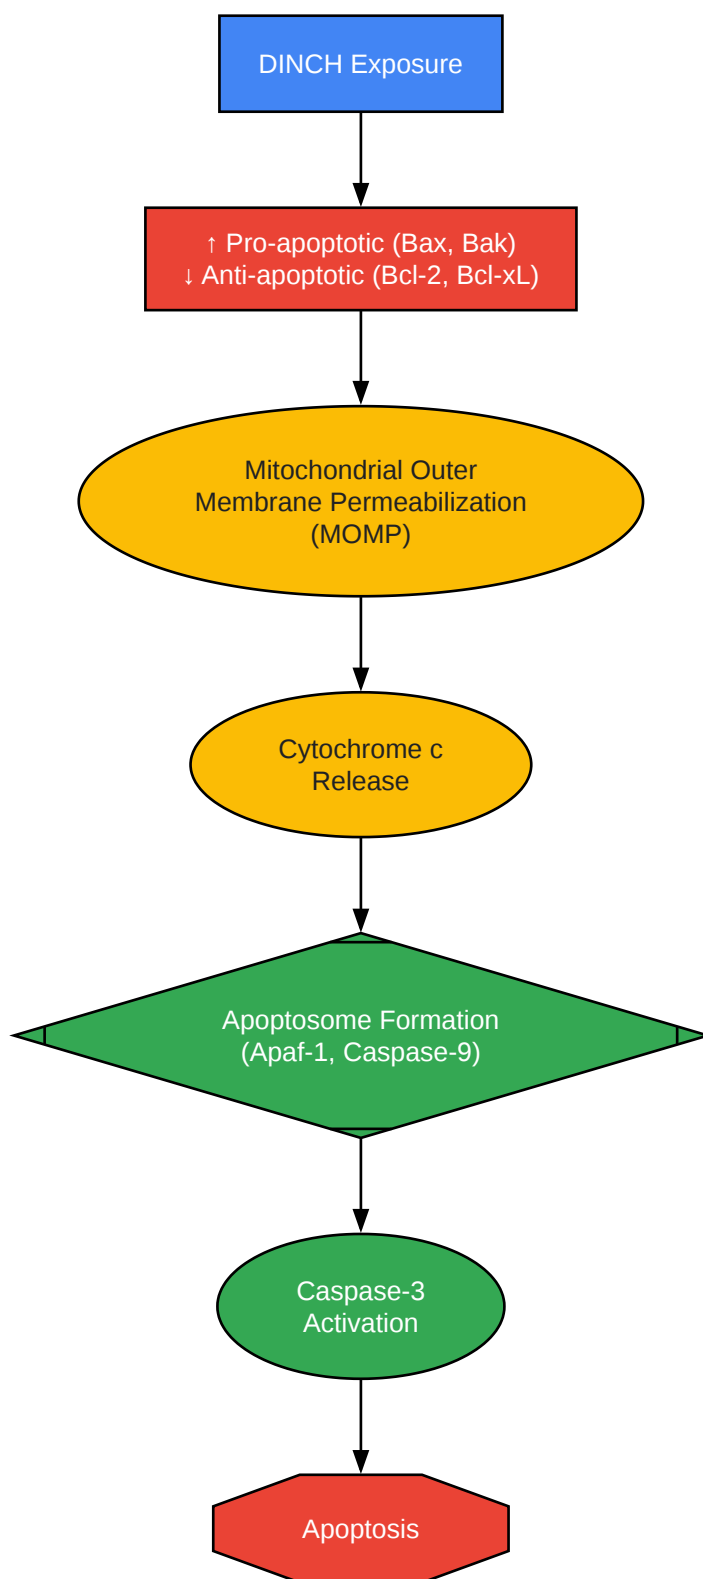 DINCH Exposure
↑ Pro-apoptotic (Bax, Bak)
↓ Anti-apoptotic (Bcl-2, Bcl-xL)
Mitochondrial Outer
Membrane Permeabilization
(MOMP)
Cytochrome c
Release
Apoptosome Formation
(Apaf-1, Caspase-9)
Caspase-3
Activation
Apoptosis